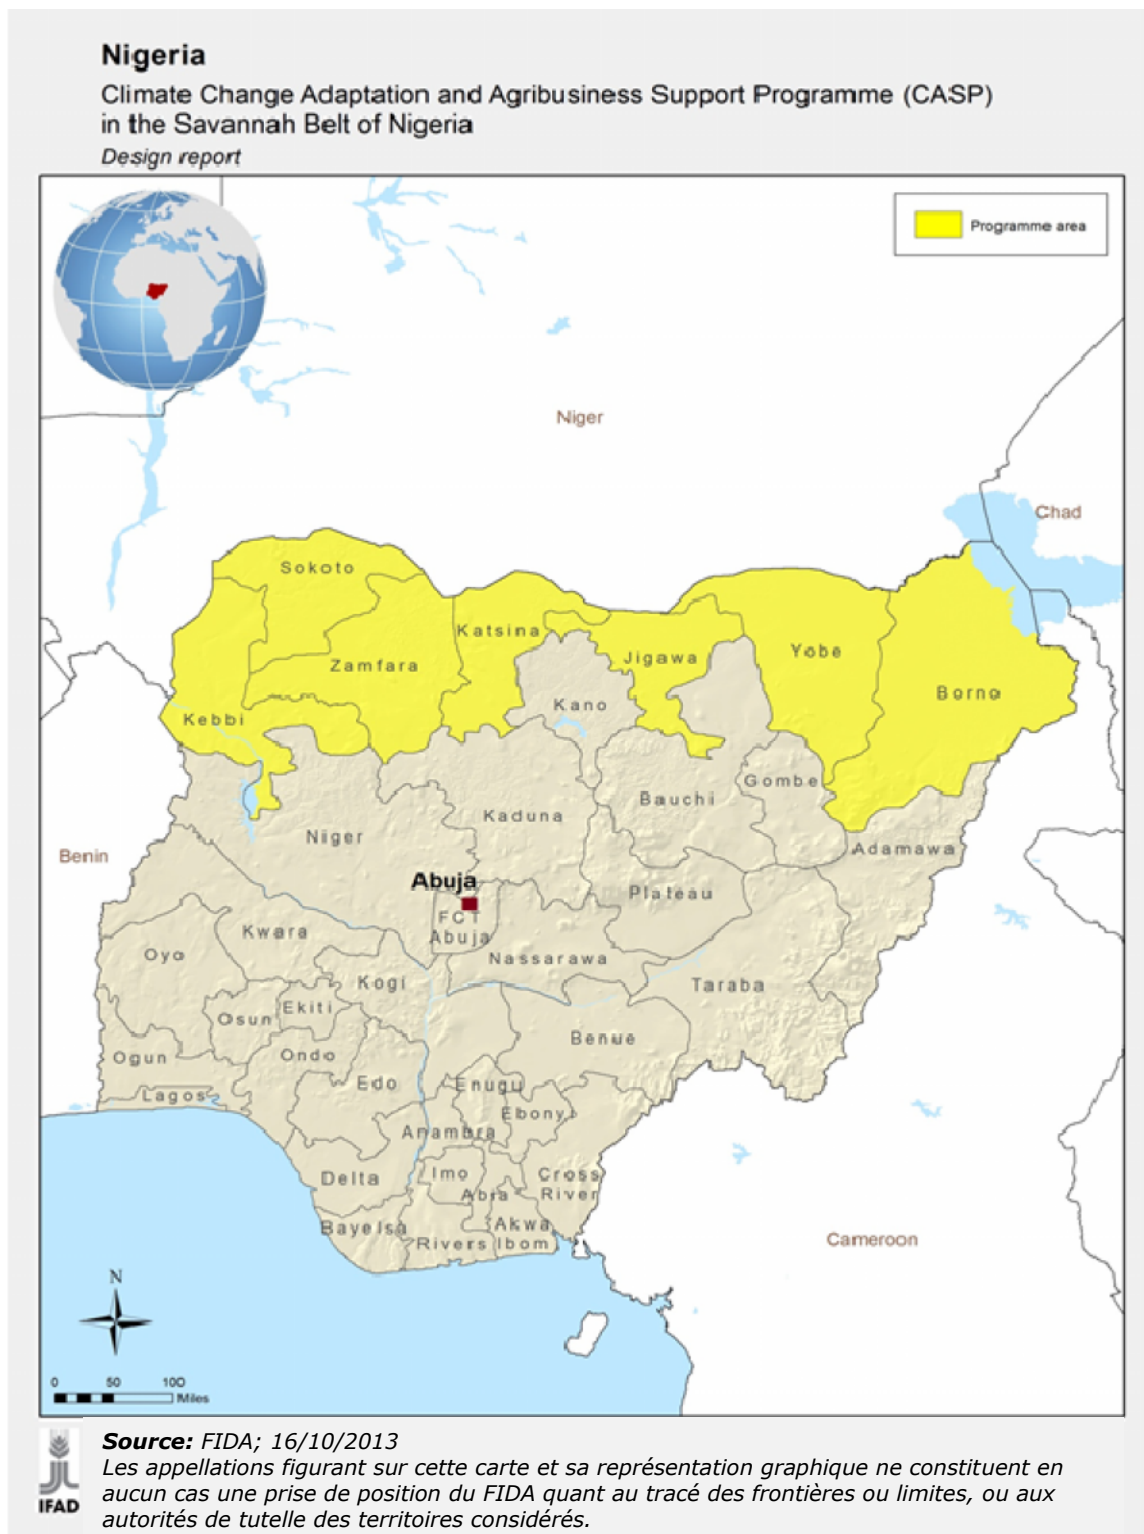 Nigeria
Climate Change Adaptation and Agribusiness Support Programme (CASP)
in the Savannah Belt of Nigeria
Design report
Programme area
Niger
Chad
Sokoto
Katsina
Zamfara
Jigawa
Yobe
Borno
Kebbi
Kano
Gombe
Bauchi
Kaduna
Niger
Adamawa
Benin
Abuja
Plateau
FCT
Abuja
Kwara
Oyo
Nassarawa
Kogi
Taraba
Ekiti
Osun
Benue
Ogun
Ondo
Edo
Enugu
Lagos
Ebonyi
Anambra
Delta
Imo
Cross
River
Abia
Bayelsa
Akwa
Ibom
Rivers
Cameroon
N
0 50 100
Miles
Source: FIDA; 16/10/2013
Les appellations figurant sur cette carte et sa représentation graphique ne constituent en
aucun cas une prise de position du FIDA quant au tracé des frontières ou limites, ou aux
autorités de tutelle des territoires considérés.
IFAD